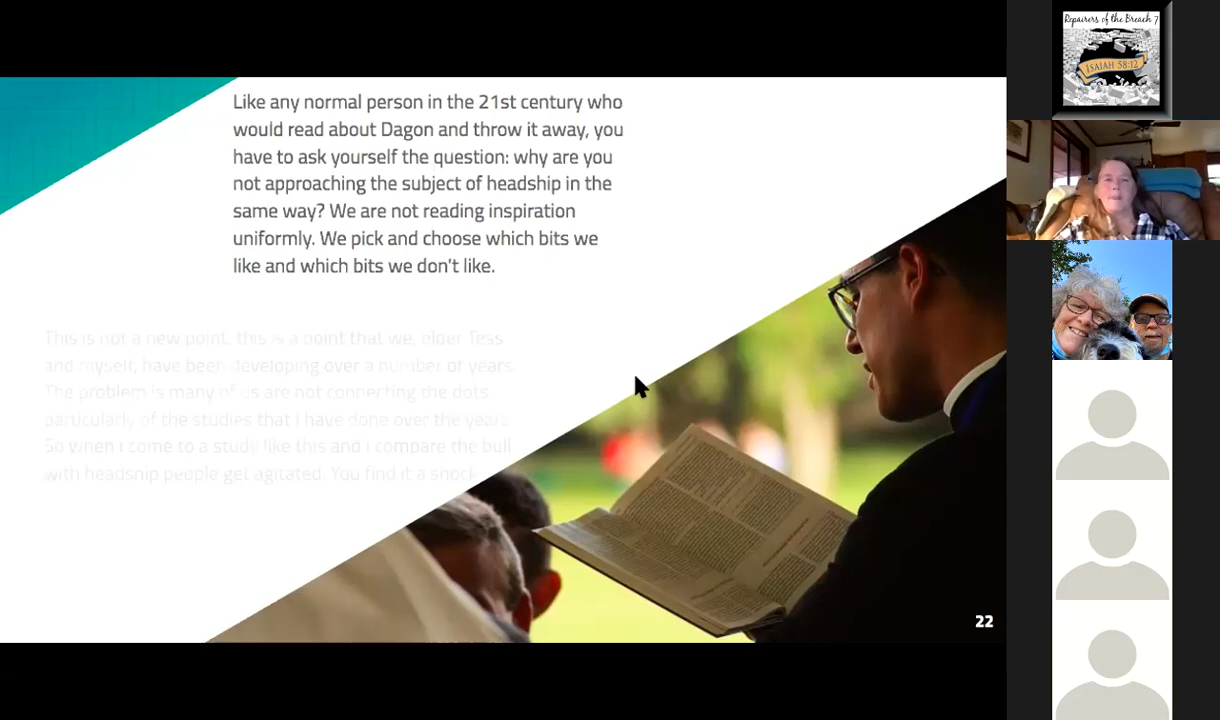 Repairers of the Breach 7
ISAIAH 58:12
Like any normal person in the 21st century who
would read about Dagon and throw it away, you
have to ask yourself the question: why are you
not approaching the subject of headship in the
same way? We are not reading inspiration
uniformly. We pick and choose which bits we
like and which bits we don't like.
This is not a new point, this is a point that we, elder Tess
and myself, have been developing over a number of years.
The problem is many of us are not connecting the dots
particularly of the studies that I have done over the years.
So when I come to a study like this and I compare the bull
with headship people get agitated. You find it a shock
22